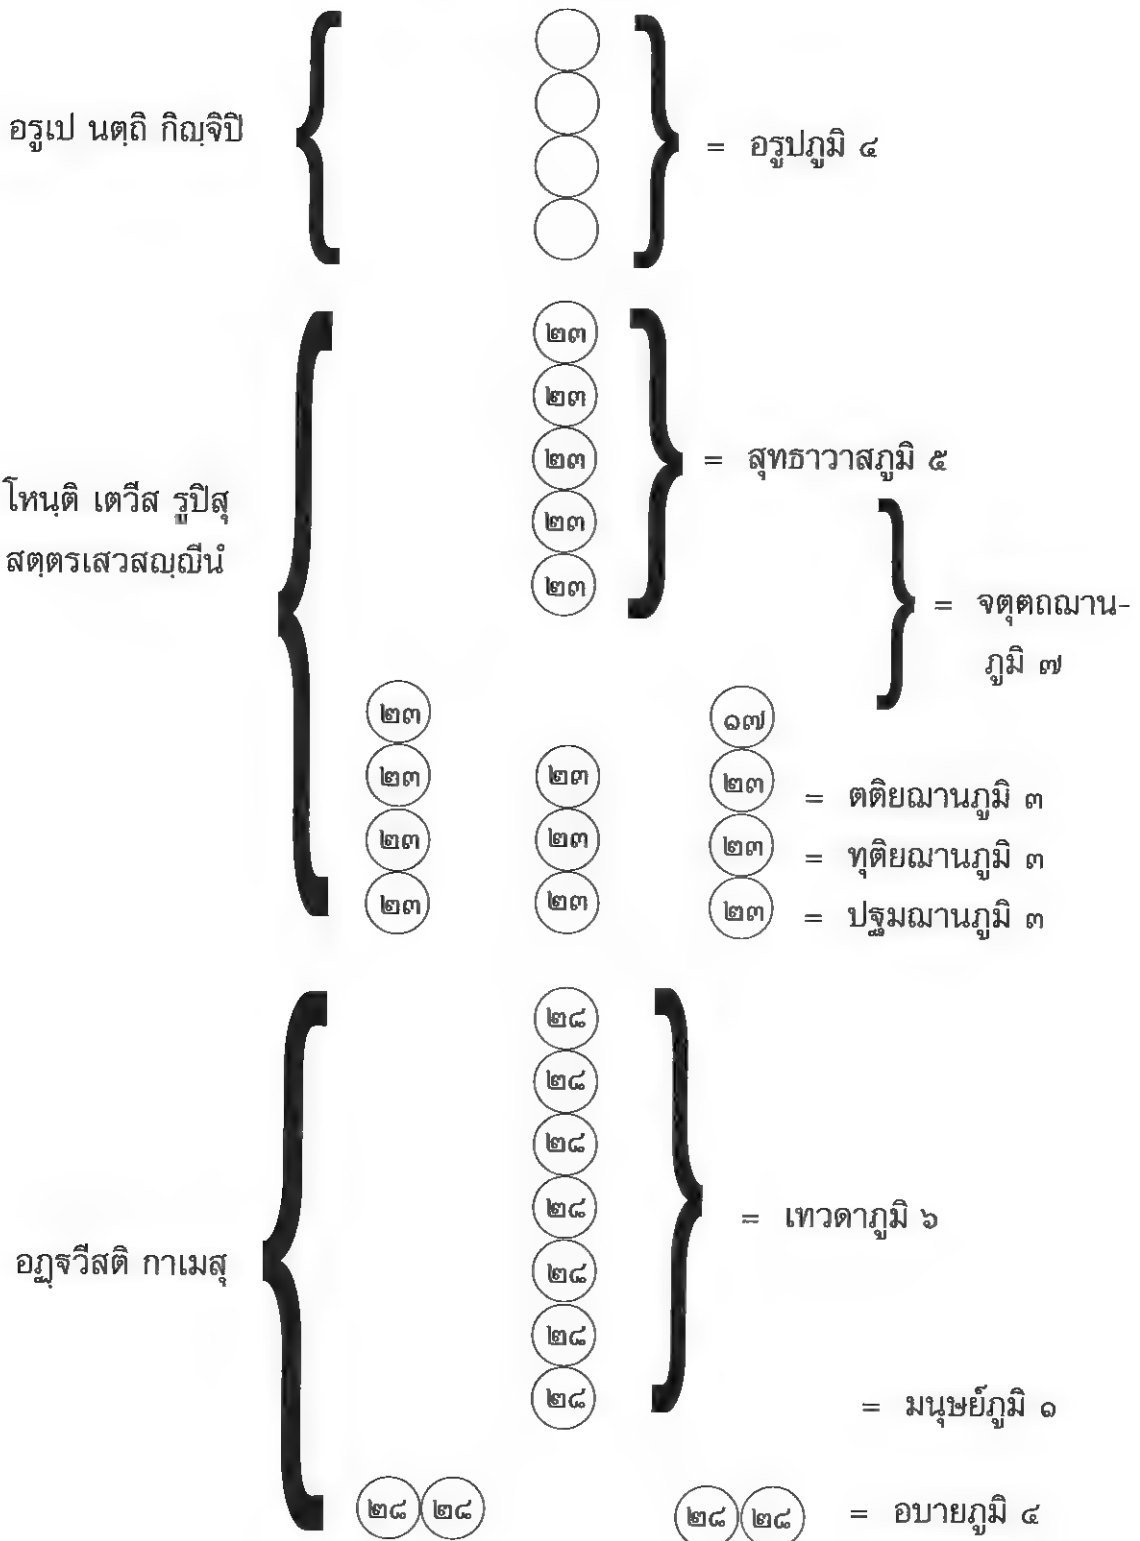 อรูเป นตฺถิ กิญฺจิปิ
= อรูปภูมิ ๔
๒๓
๒๓
๒๓
๒๓
๒๓
= สุทธาวาสภูมิ ๕
โหนฺติ เตวีส รูปิสุ
สตฺตรเสวสญฺญีนํ
= จตุตถฌาน-
ภูมิ ๗
๒๓ ๑๗
๒๓ ๒๓ ๒๓ = ตติยฌานภูมิ ๓
๒๓ ๒๓ ๒๓ = ทุติยฌานภูมิ ๓
๒๓ ๒๓ ๒๓ = ปฐมฌานภูมิ ๓
๒๘
๒๘
๒๘
๒๘
๒๘
๒๘
= เทวดาภูมิ ๖
อฏฺฐวีสติ กาเมสุ
๒๘ = มนุษย์ภูมิ ๑
๒๘ ๒๘ ๒๘ ๒๘ = อบายภูมิ ๔